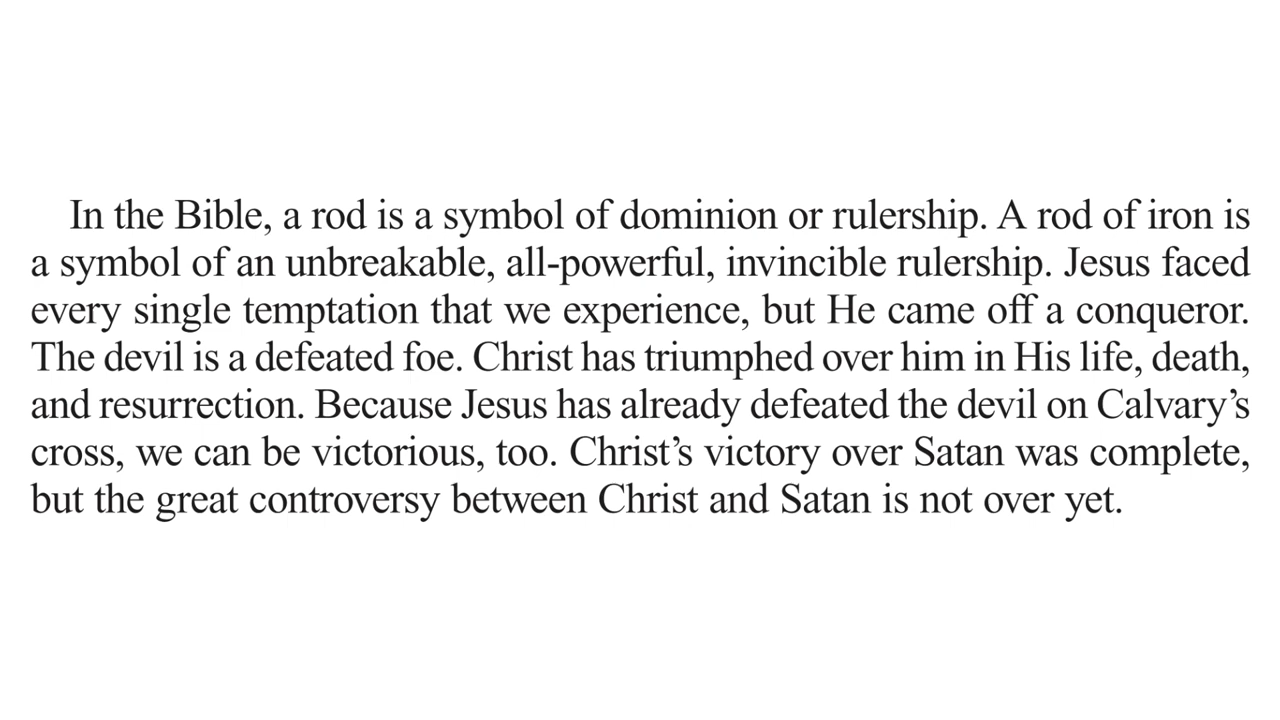 In the Bible, a rod is a symbol of dominion or rulership. A rod of iron is
a symbol of an unbreakable, all-powerful, invincible rulership. Jesus faced
every single temptation that we experience, but He came off a conqueror.
The devil is a defeated foe. Christ has triumphed over him in His life, death,
and resurrection. Because Jesus has already defeated the devil on Calvary’s
cross, we can be victorious, too. Christ’s victory over Satan was complete,
but the great controversy between Christ and Satan is not over yet.